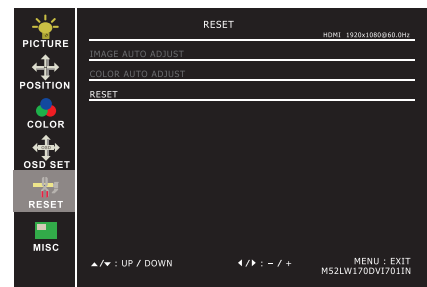 RESET
HDMI 1920x1080@60.0Hz
PICTURE
IMAGE AUTO ADJUST
POSITION
COLOR AUTO ADJUST
RESET
COLOR
OSD SET
RESET
MISC
▲/▼ : UP / DOWN
◀/▶ : – / +
MENU : EXIT
M52LW170DVI701IN